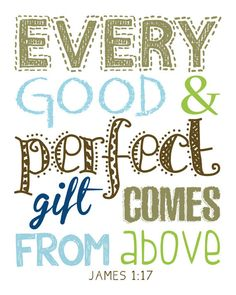 EVERY
GOOD &
perfect
gift COMES
FROM above
JAMES 1:17